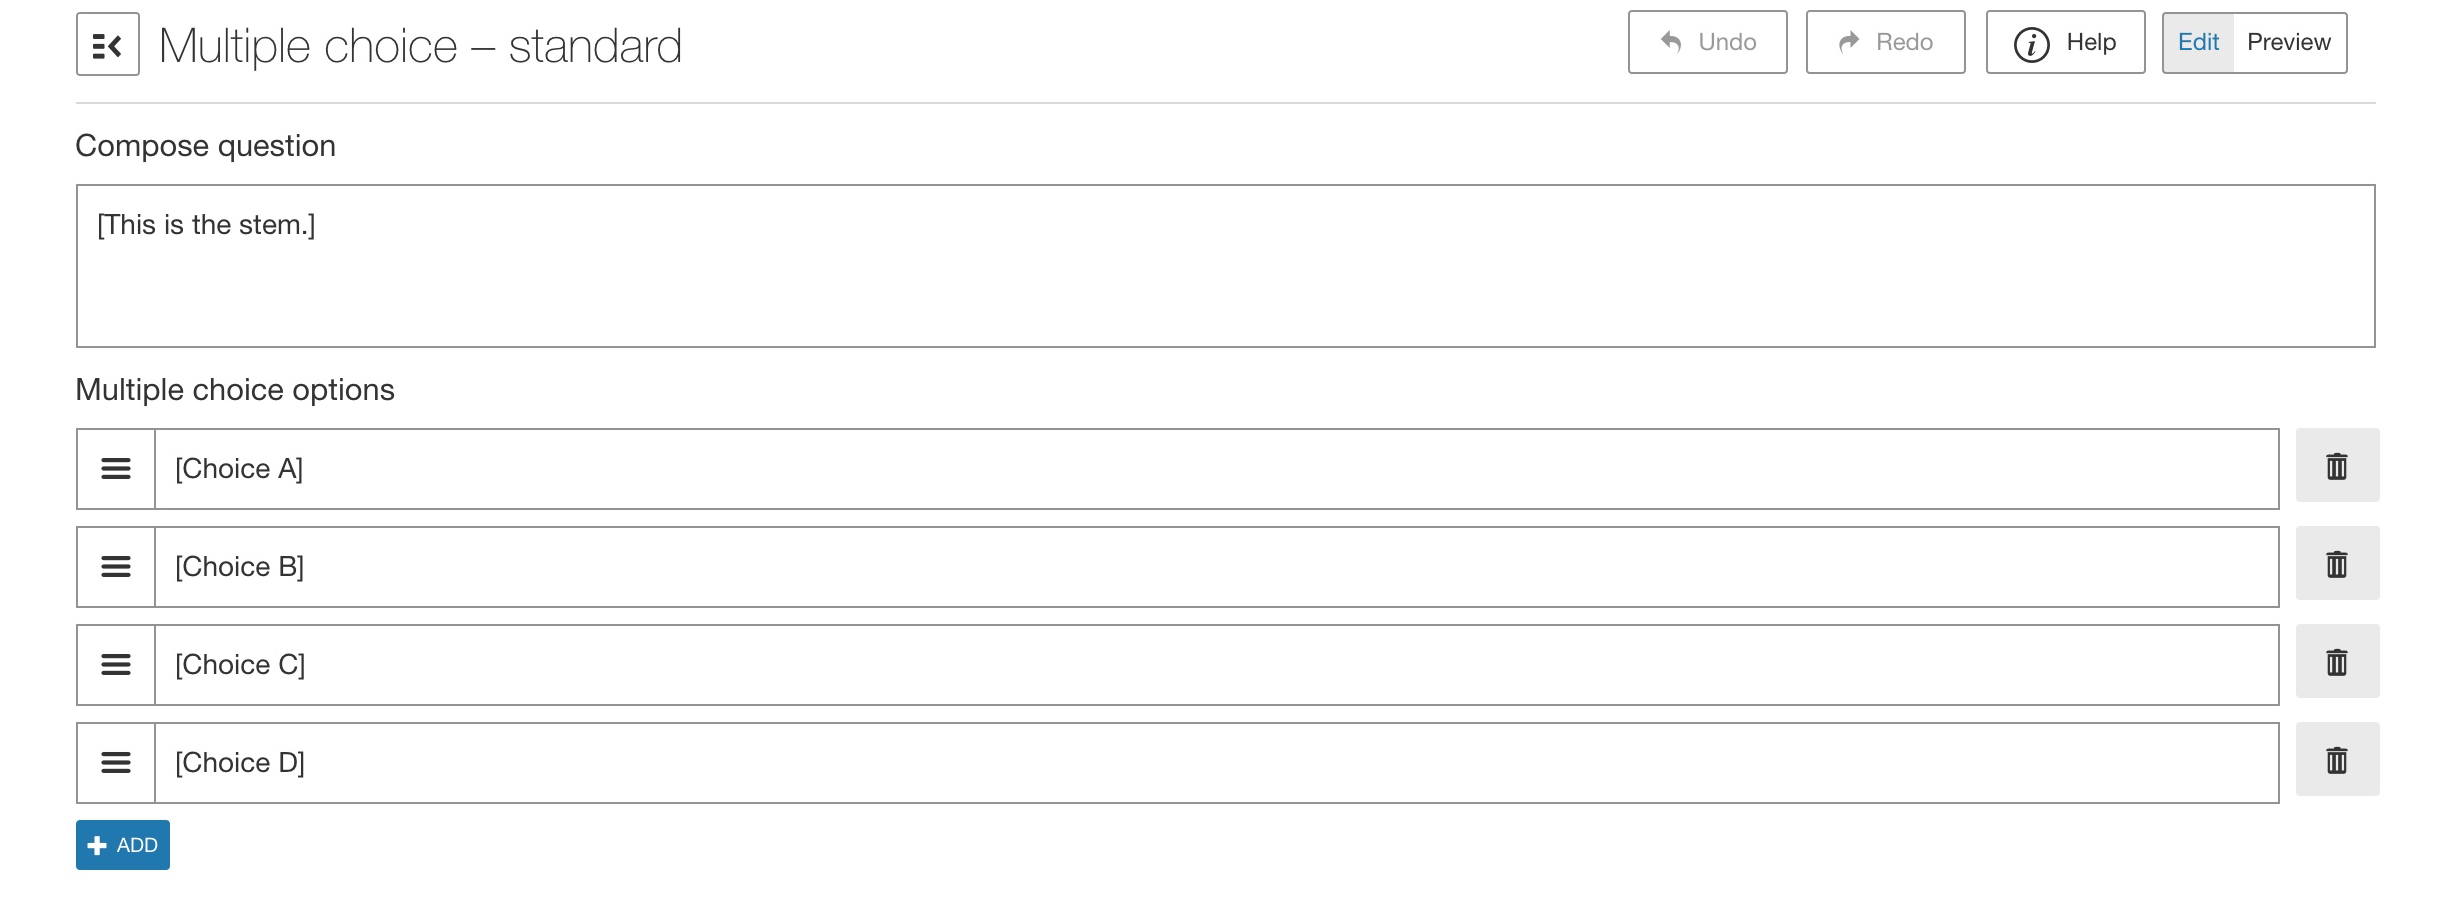 Multiple choice – standard
Undo
Redo
Help
Edit
Preview
Compose question
[This is the stem.]
Multiple choice options
[Choice A]
[Choice B]
[Choice C]
[Choice D]
ADD